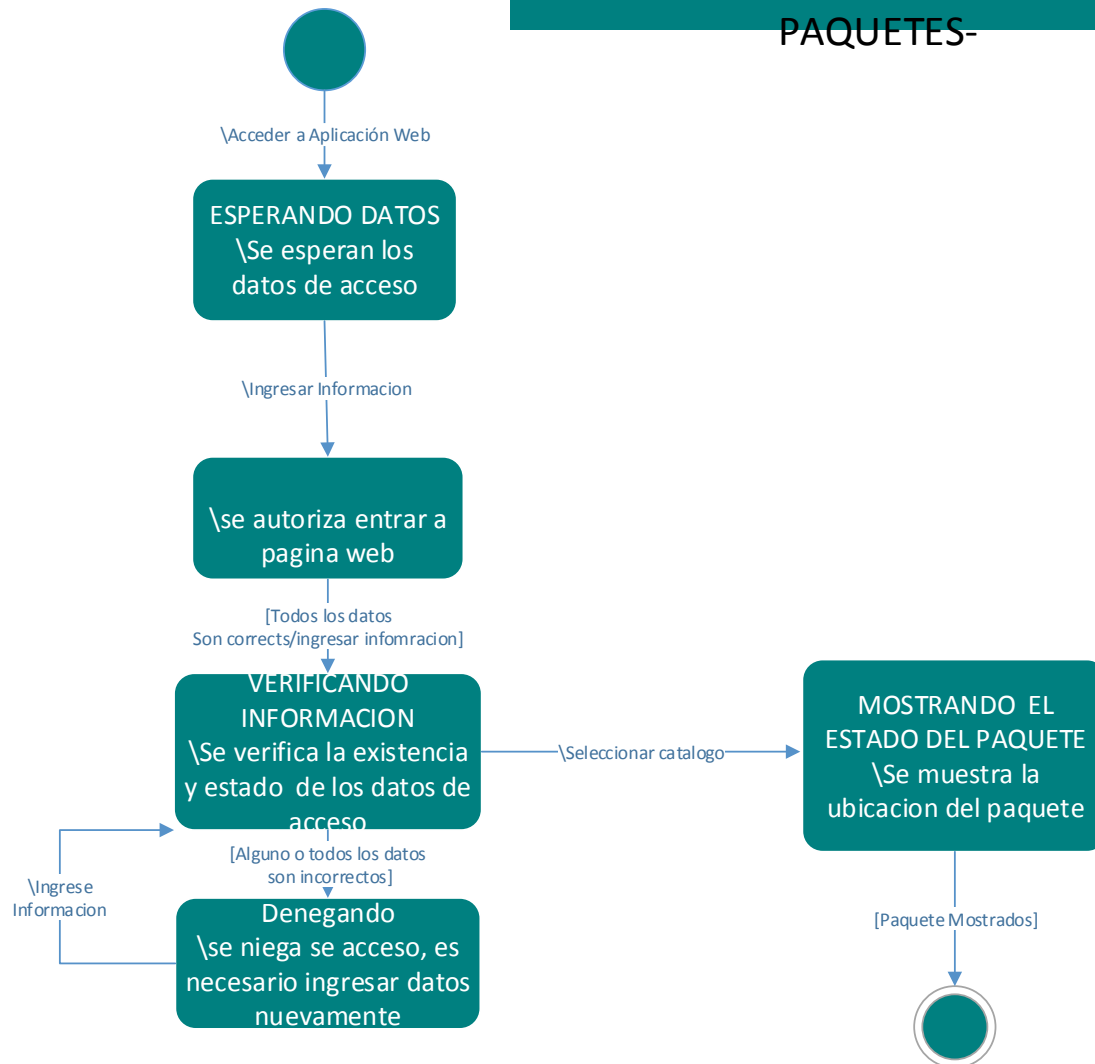 PAQUETES-
\Acceder a Aplicación Web
ESPERANDO DATOS
\Se esperan los
datos de acceso
\Ingresar Informacion
\se autoriza entrar a
pagina web
[Todos los datos
Son corrects/ingresar infomracion]
VERIFICANDO
INFORMACION
\Se verifica la existencia
y estado de los datos de
acceso
\Seleccionar catalogo
MOSTRANDO EL
ESTADO DEL PAQUETE
\Se muestra la
ubicacion del paquete
[Alguno o todos los datos
son incorrectos]
\Ingrese
Informacion
Denegando
\se niega se acceso, es
necesario ingresar datos
nuevamente
[Paquete Mostrados]